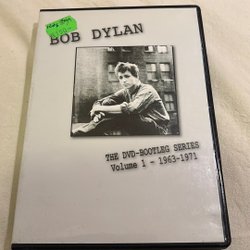 BOB DYLAN
THE DVD-BOOTLEG SERIES
Volume 1 - 1963-1971